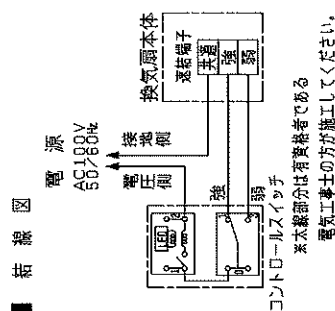 ■ 結線図
電源
AC100V
50/60Hz
電圧側
接地側
換気扇本体
速結端子
共通
強
弱
強
弱
LED
1
2
コントロールスイッチ
※太線部分は有資格者である
電気工事士の方が施工してください。